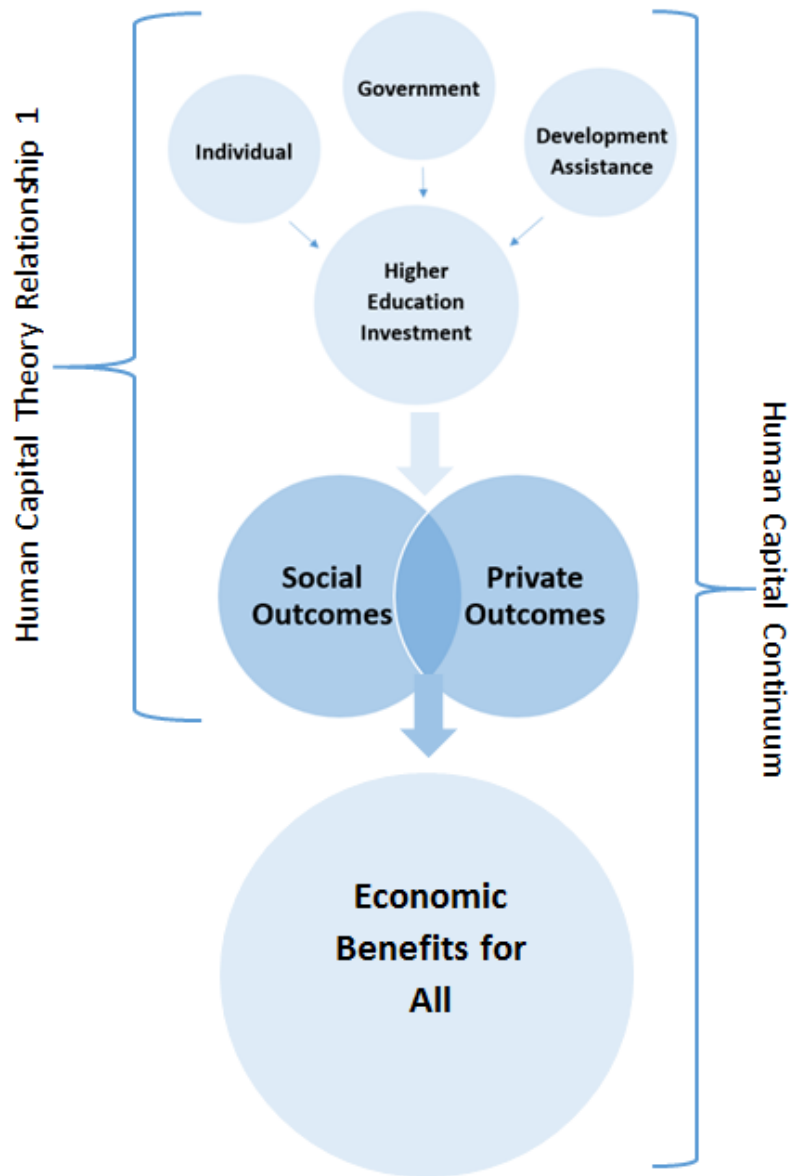 Human Capital Theory Relationship 1
Government
Individual
Development
Assistance
Higher
Education
Investment
Social
Outcomes
Private
Outcomes
Human Capital Continuum
Economic
Benefits for
All